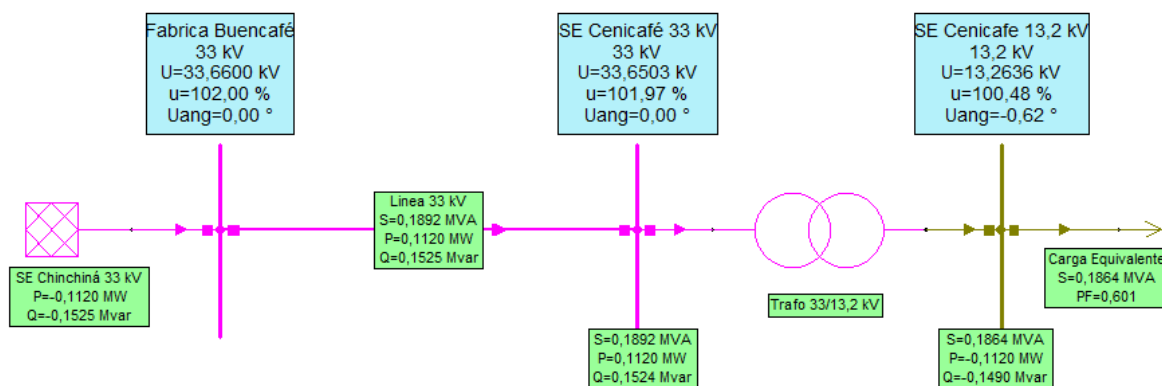 Fabrica Buencafé
33 kV
U=33,6600 kV
u=102,00 %
Uang=0,00 °
SE Cenicafé 33 kV
33 kV
U=33,6503 kV
u=101,97 %
Uang=0,00 °
SE Cenicafe 13,2 kV
13,2 kV
U=13,2636 kV
u=100,48 %
Uang=-0,62 °
SE Chinchiná 33 kV
P=-0,1120 MW
Q=-0,1525 Mvar
Linea 33 kV
S=0,1892 MVA
P=0,1120 MW
Q=0,1525 Mvar
S=0,1892 MVA
P=0,1120 MW
Q=0,1524 Mvar
Trafo 33/13,2 kV
S=0,1864 MVA
P=-0,1120 MW
Q=-0,1490 Mvar
Carga Equivalente
S=0,1864 MVA
PF=0,601